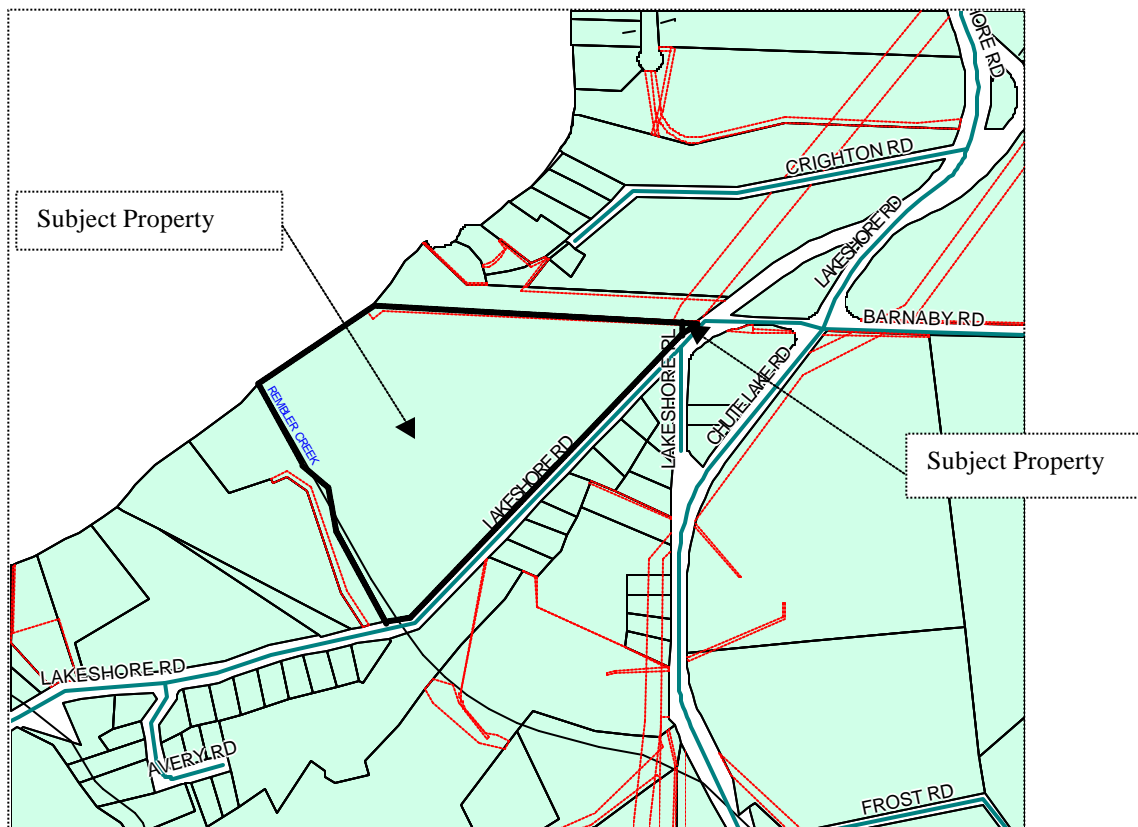 HORE RD
CRIGHTON RD
Subject Property
LAKESHORE RD
BARNABY RD
LAKESHORE PL
CHUTE LAKE RD
REMBLER CREEK
LAKESHORE RD
Subject Property
LAKESHORE RD
AVERY RD
FROST RD